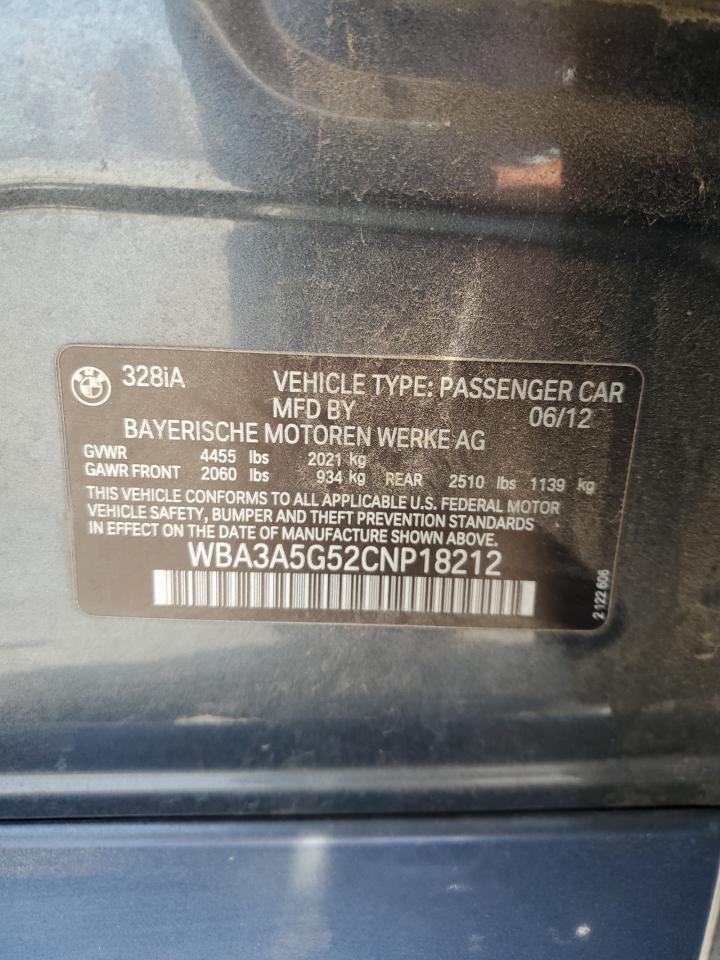 328iA VEHICLE TYPE: PASSENGER CAR
MFD BY 06/12
BAYERISCHE MOTOREN WERKE AG
GVWR 4455 lbs 2021 kg
GAWR FRONT 2060 lbs 934 kg REAR 2510 lbs 1139 kg
THIS VEHICLE CONFORMS TO ALL APPLICABLE U.S. FEDERAL MOTOR
VEHICLE SAFETY, BUMPER AND THEFT PREVENTION STANDARDS
IN EFFECT ON THE DATE OF MANUFACTURE SHOWN ABOVE.
WBA3A5G52CNP18212
2 122 606